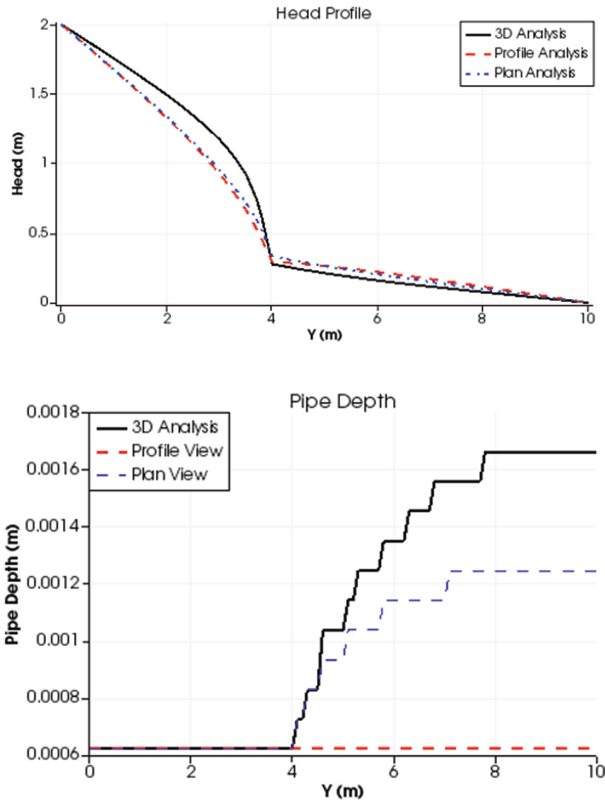 Head Profile
3D Analysis
Profile Analysis
Plan Analysis
2
1.5
1
0.5
0
Head (m)
0 2 4 6 8 10
Y (m)
Pipe Depth
3D Analysis
Profile View
Plan View
0.0018
0.0016
0.0014
0.0012
0.001
0.0008
0.0006
Pipe Depth (m)
0 2 4 6 8 10
Y (m)